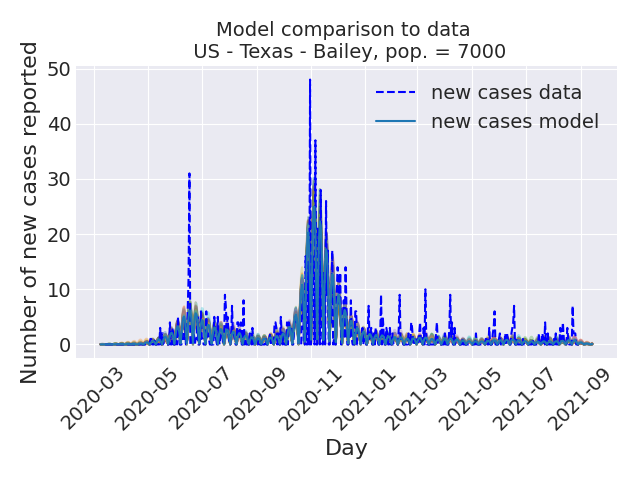 Model comparison to data
US - Texas - Bailey, pop. = 7000
Number of new cases reported
50
40
30
20
10
0
new cases data
new cases model
2020-03
2020-05
2020-07
2020-09
2020-11
2021-01
2021-03
2021-05
2021-07
2021-09
Day